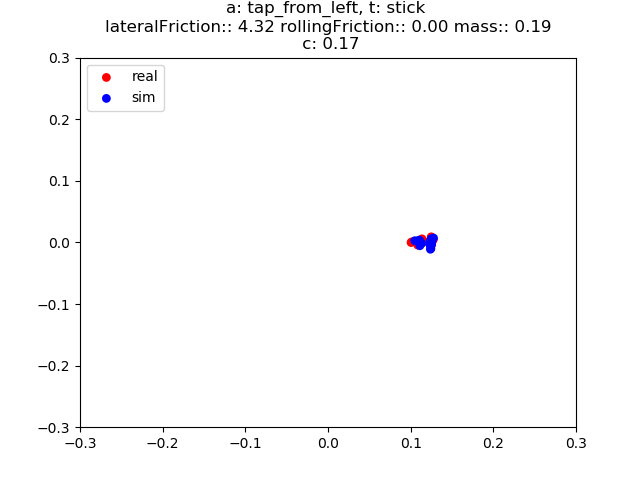 a: tap_from_left, t: stick
lateralFriction:: 4.32 rollingFriction:: 0.00 mass:: 0.19
c: 0.17
real
sim
0.3
0.2
0.1
0.0
−0.1
−0.2
−0.3
−0.3 −0.2 −0.1 0.0 0.1 0.2 0.3